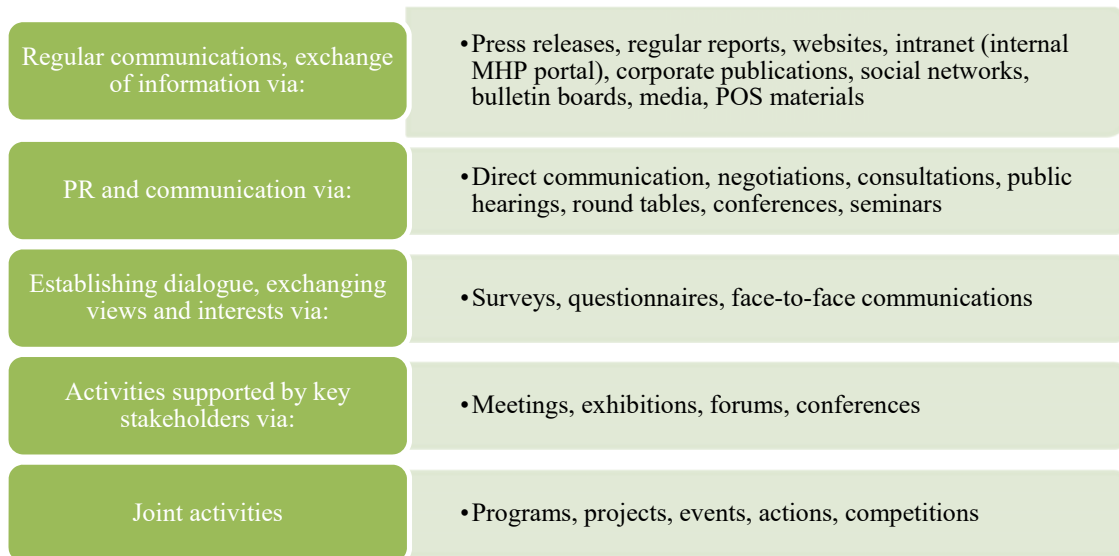 Regular communications, exchange
of information via:
•Press releases, regular reports, websites, intranet (internal
MHP portal), corporate publications, social networks,
bulletin boards, media, POS materials
PR and communication via:
•Direct communication, negotiations, consultations, public
hearings, round tables, conferences, seminars
Establishing dialogue, exchanging
views and interests via:
•Surveys, questionnaires, face-to-face communications
Activities supported by key
stakeholders via:
•Meetings, exhibitions, forums, conferences
Joint activities
•Programs, projects, events, actions, competitions